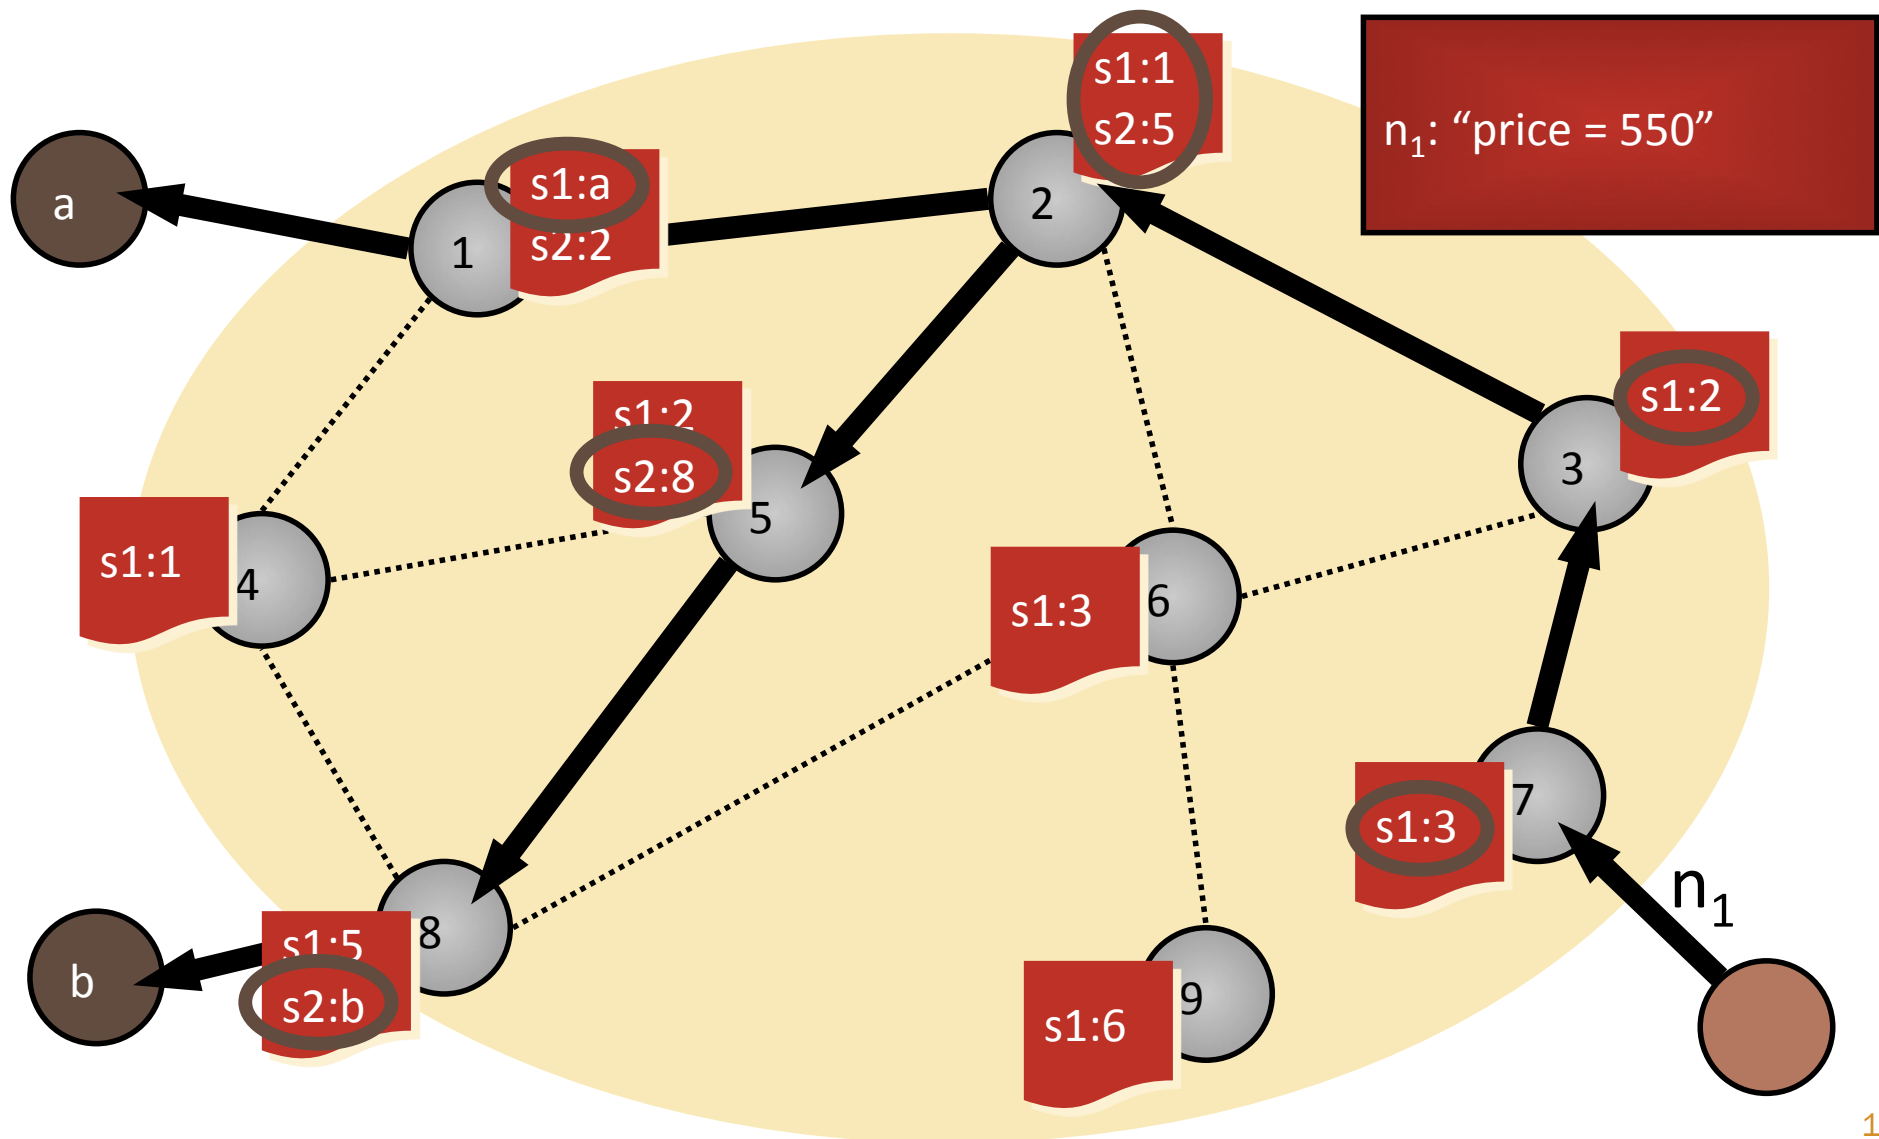 s1:1
s2:5
n1: “price = 550”
a
1
s1:a
s2:2
2
s1:2
3
s1:2
s2:8
5
s1:1
4
s1:3
6
s1:3
7
n1
s1:5
s2:b
8
b
s1:6
9
1